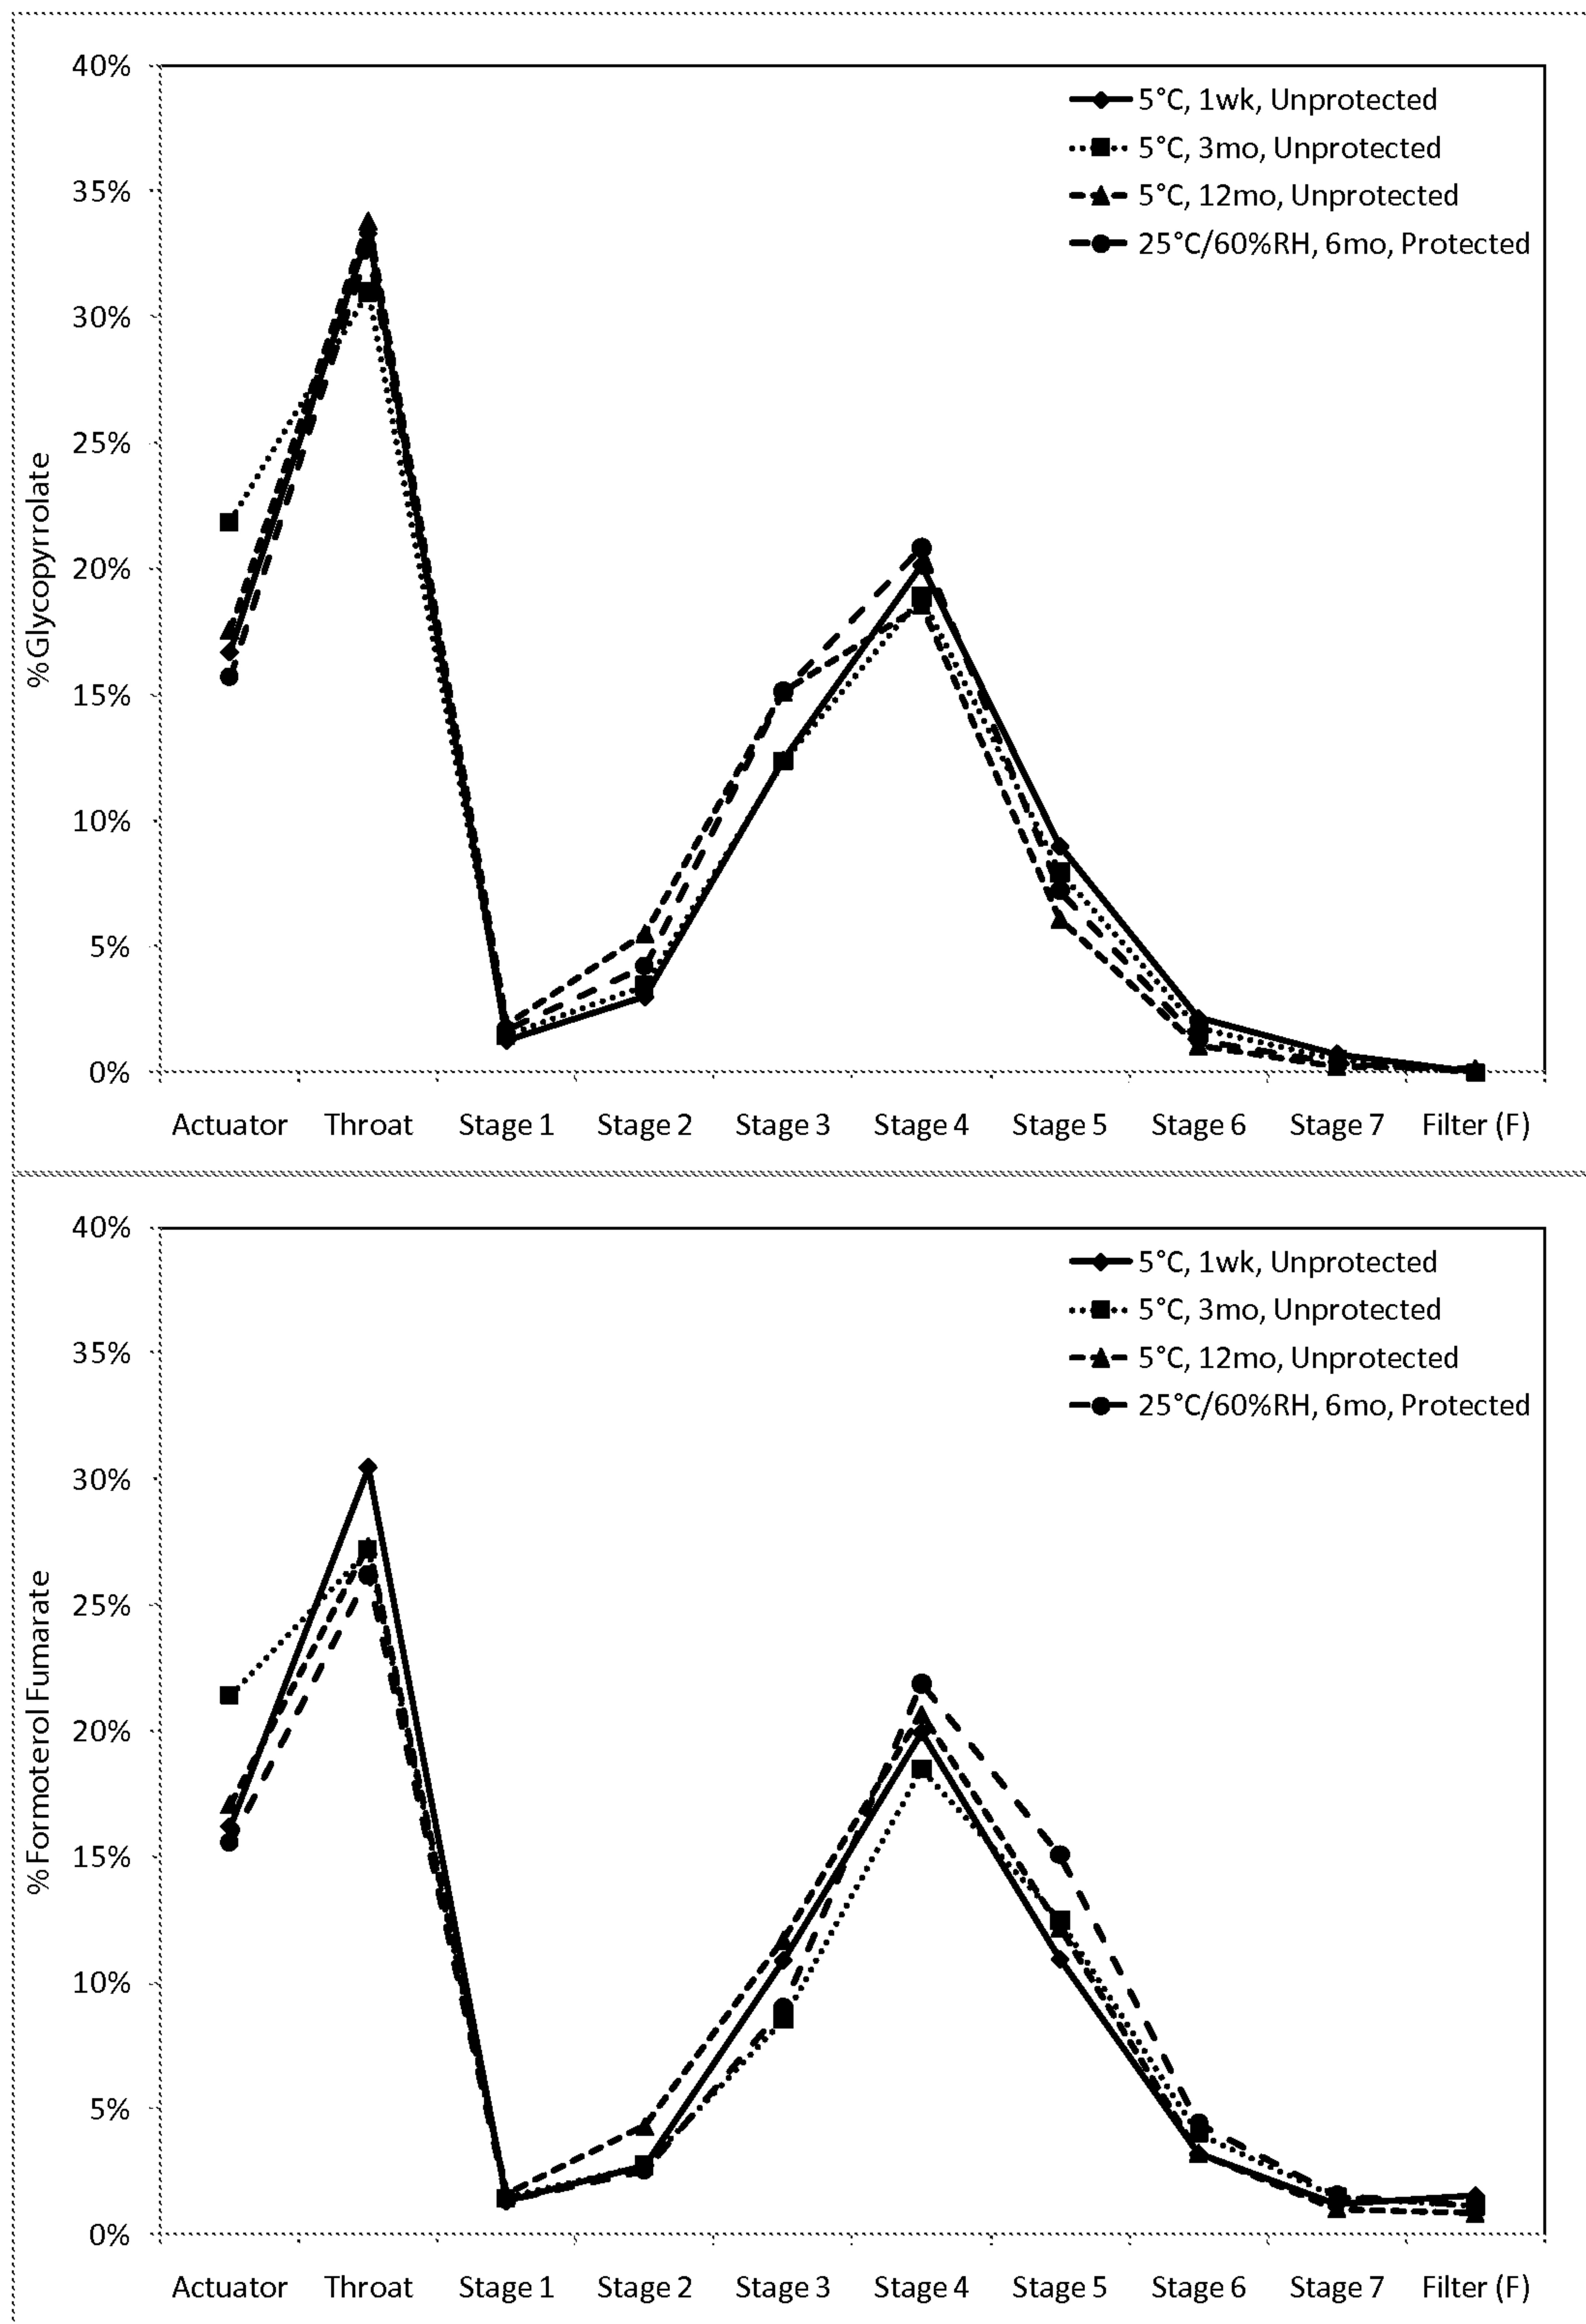 40%
35%
30%
25%
20%
15%
10%
5%
0%
%Glycopyrrolate
5°C, 1wk, Unprotected
5°C, 3mo, Unprotected
5°C, 12mo, Unprotected
25°C/60%RH, 6mo, Protected
Actuator Throat Stage 1 Stage 2 Stage 3 Stage 4 Stage 5 Stage 6 Stage 7 Filter (F)
40%
35%
30%
25%
20%
15%
10%
5%
0%
%Formoterol Fumarate
5°C, 1wk, Unprotected
5°C, 3mo, Unprotected
5°C, 12mo, Unprotected
25°C/60%RH, 6mo, Protected
Actuator Throat Stage 1 Stage 2 Stage 3 Stage 4 Stage 5 Stage 6 Stage 7 Filter (F)